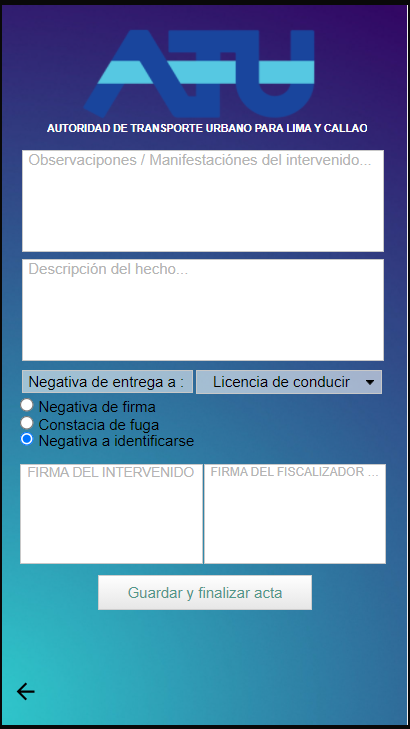 ATU
AUTORIDAD DE TRANSPORTE URBANO PARA LIMA Y CALLAO
Observacipones / Manifestaciónes del intervenido...
Descripción del hecho...
Negativa de entrega a : Licencia de conducir
Negativa de firma
Constacia de fuga
Negativa a identificarse
FIRMA DEL INTERVENIDO FIRMA DEL FISCALIZADOR ...
Guardar y finalizar acta